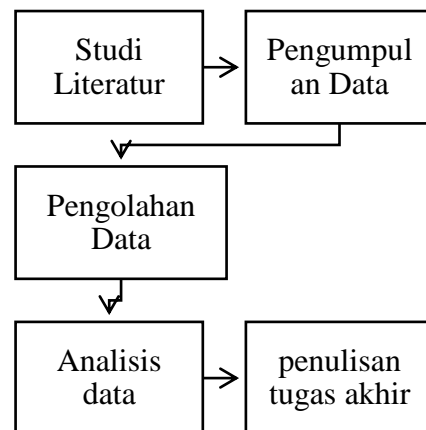 Studi
Literatur
Pengumpul
an Data
Pengolahan
Data
Analisis
data
penulisan
tugas akhir